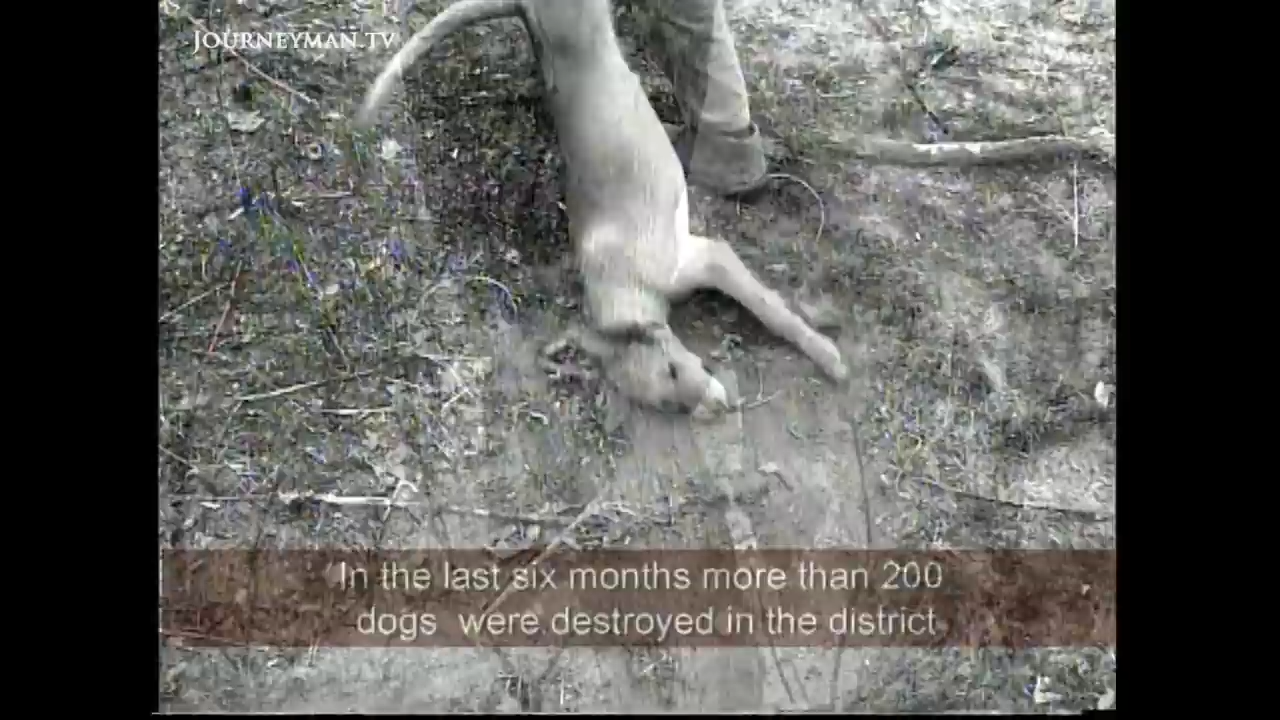 JOURNEYMAN.TV
In the last six months more than 200
dogs were destroyed in the district